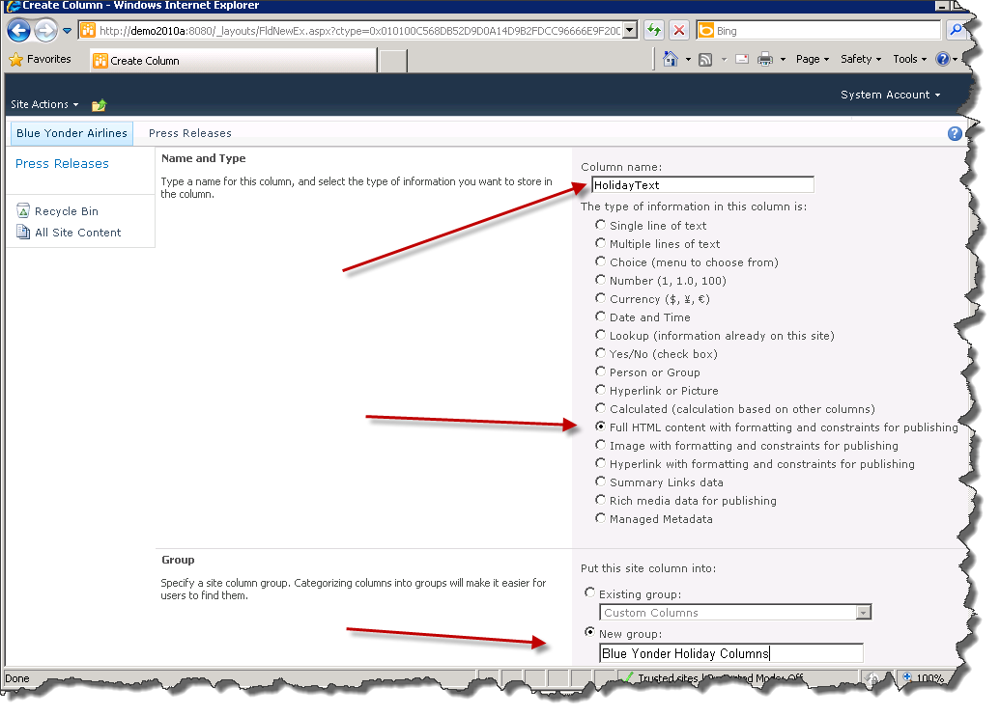 Create Column - Windows Internet Explorer
http://demo2010a:8080/_layouts/FldNewEx.aspx?ctype=0x010100C568DB52D9D0A14D9B2FDCC96666E9F20C
Bing
Favorites
Create Column
Page
Safety
Tools
Site Actions
System Account
Blue Yonder Airlines
Press Releases
Press Releases
Recycle Bin
All Site Content
Name and Type
Type a name for this column, and select the type of information you want to store in
the column.
Column name:
HolidayText
The type of information in this column is:
Single line of text
Multiple lines of text
Choice (menu to choose from)
Number (1, 1.0, 100)
Currency ($, ¥, €)
Date and Time
Lookup (information already on this site)
Yes/No (check box)
Person or Group
Hyperlink or Picture
Calculated (calculation based on other columns)
Full HTML content with formatting and constraints for publishing
Image with formatting and constraints for publishing
Hyperlink with formatting and constraints for publishing
Summary Links data
Rich media data for publishing
Managed Metadata
Group
Specify a site column group. Categorizing columns into groups will make it easier for
users to find them.
Put this site column into:
Existing group:
Custom Columns
New group:
Blue Yonder Holiday Columns
Done
Trusted sites | Protected Mode: Off
100%